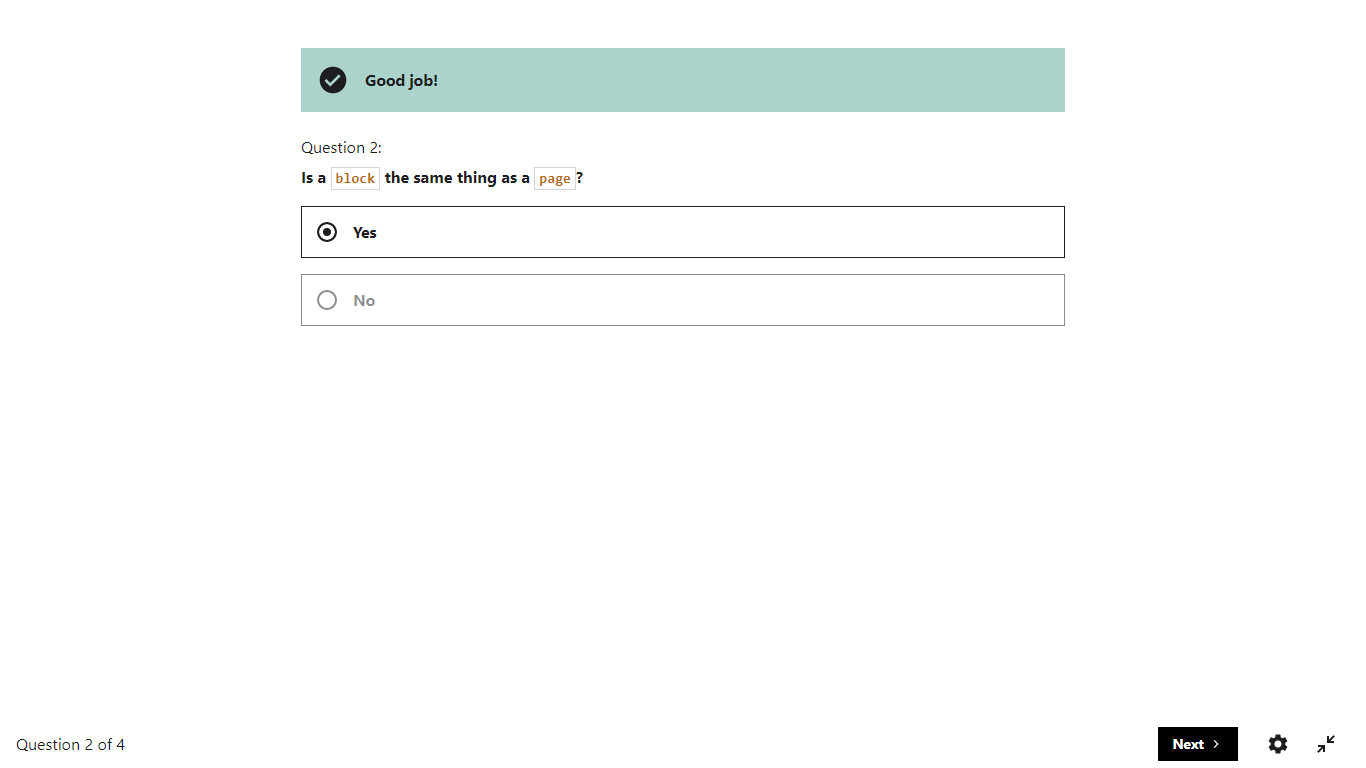 Good job!
Question 2:
Is a block the same thing as a page?
Yes
No
Question 2 of 4
Next